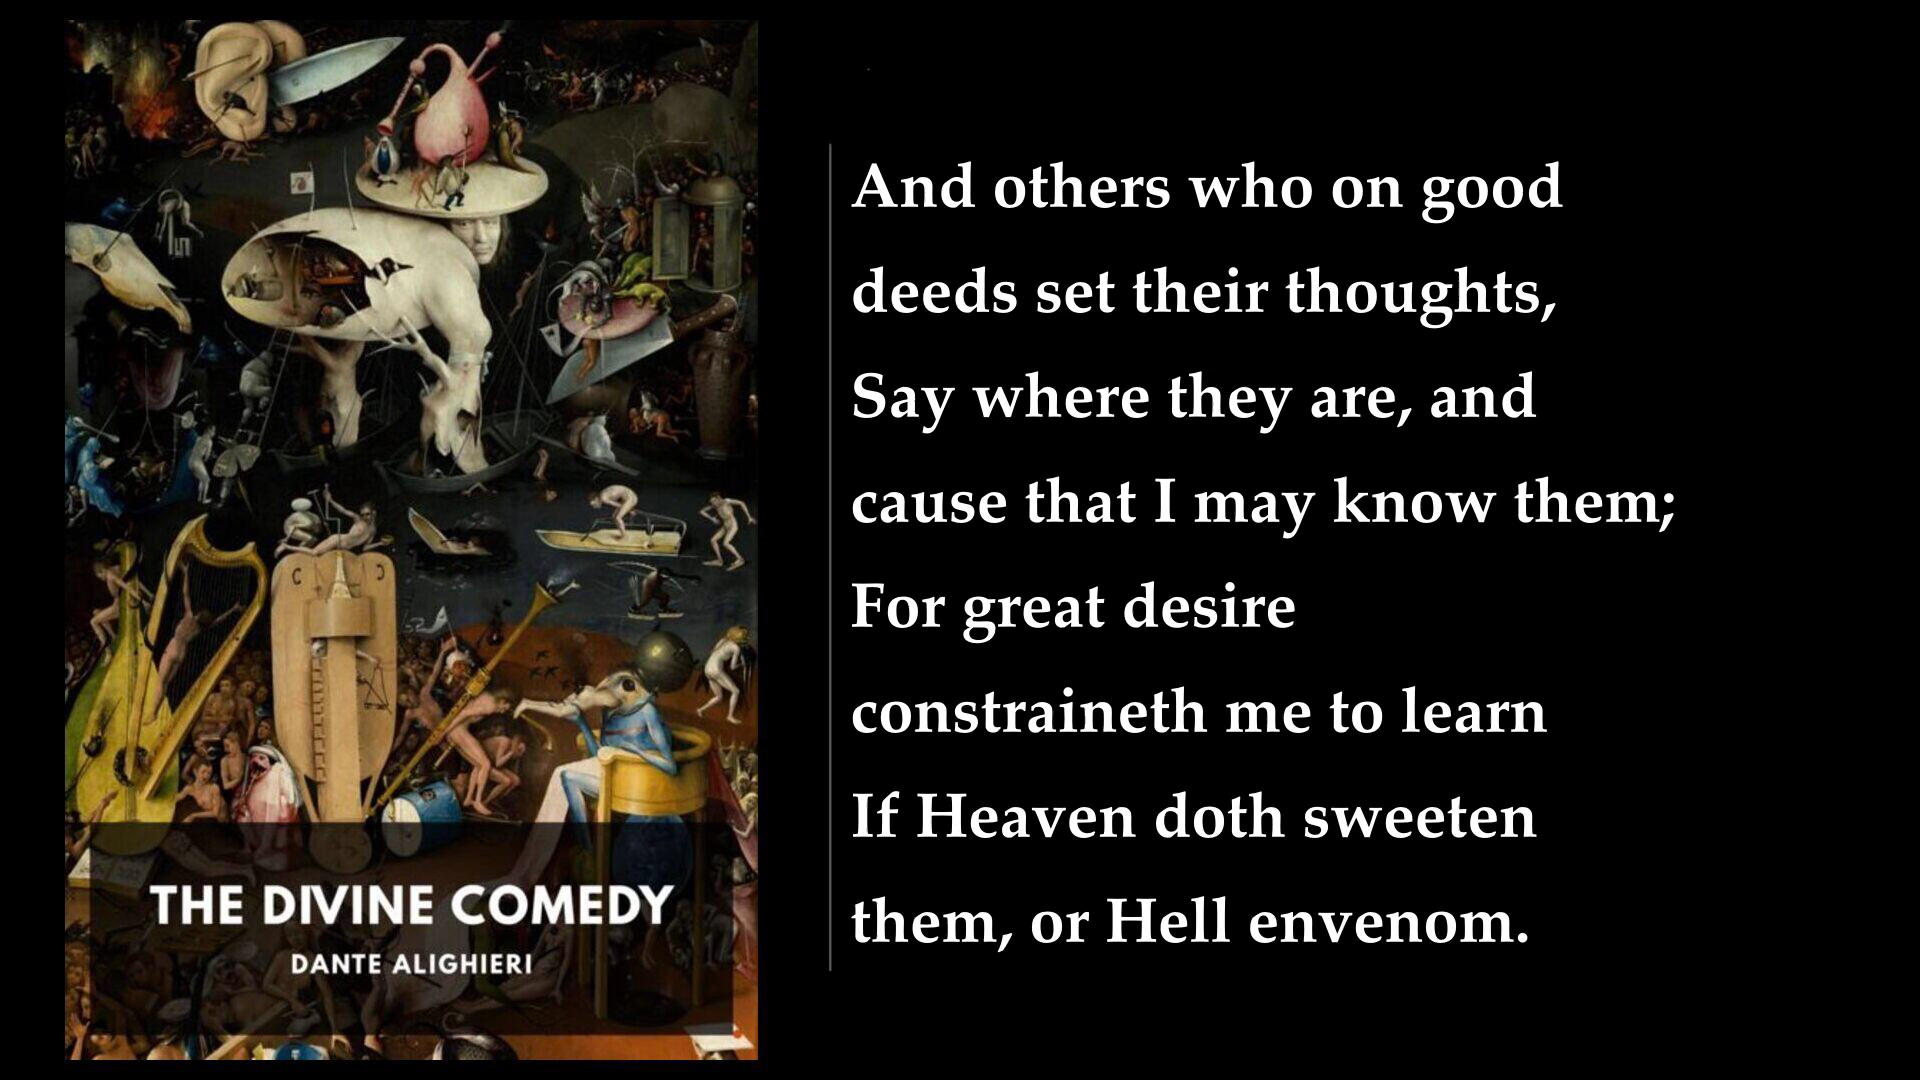 And others who on good
deeds set their thoughts,
Say where they are, and
cause that I may know them;
For great desire
constraineth me to learn
If Heaven doth sweeten
them, or Hell envenom.
THE DIVINE COMEDY
DANTE ALIGHIERI